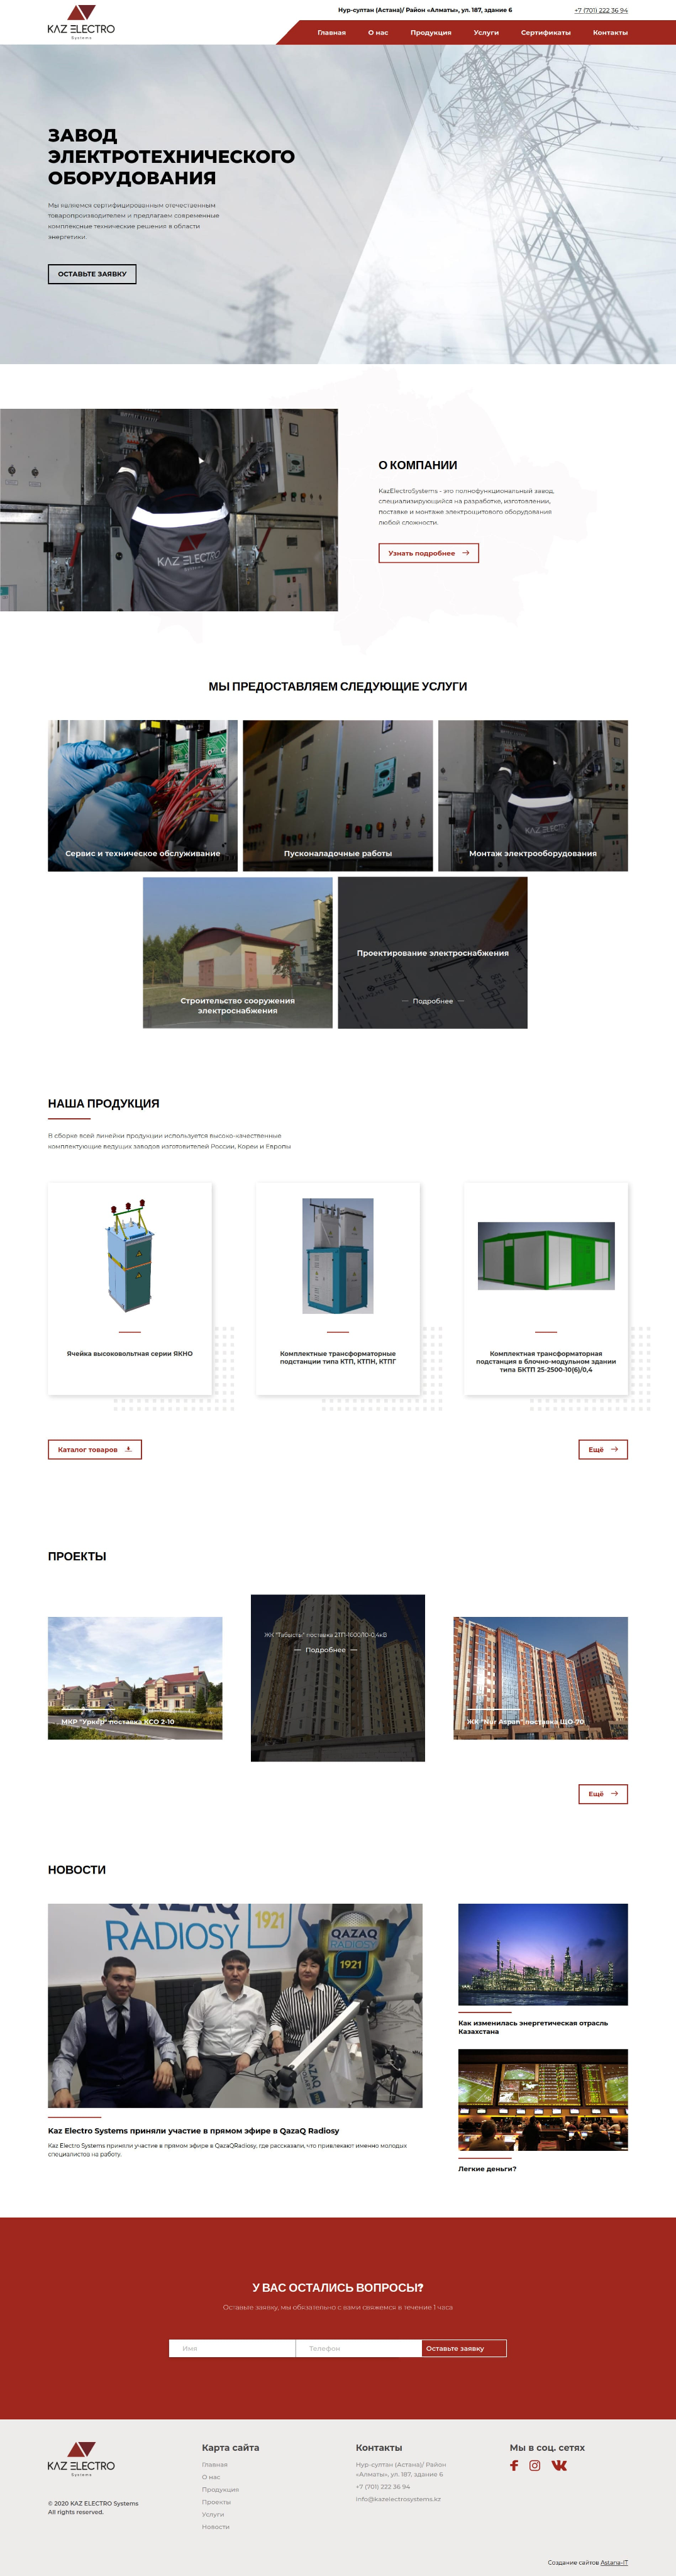 KAZ ELECTRO
Systems
Нур-султан (Астана)/ Район «Алматы», ул. 187, здание 6
+7 (701) 222 36 94
Главная О нас Продукция Услуги Сертификаты Контакты
ЗАВОД
ЭЛЕКТРОТЕХНИЧЕСКОГО
ОБОРУДОВАНИЯ
Мы являемся сертифицированным отечественным
товаропроизводителем и предлагаем современные
комплексные технические решения в области
энергетики.
ОСТАВЬТЕ ЗАЯВКУ
KAZ ELECTRO
О КОМПАНИИ
KazElectroSystems - это полнофункциональный завод,
специализирующийся на разработке, изготовлении,
поставке и монтаже электрощитового оборудования
любой сложности.
Узнать подробнее
МЫ ПРЕДОСТАВЛЯЕМ СЛЕДУЮЩИЕ УСЛУГИ
Сервис и техническое обслуживание
Пусконаладочные работы
Монтаж электрооборудования
Строительство сооружения
электроснабжения
Проектирование электроснабжения
Подробнее
НАША ПРОДУКЦИЯ
В сборке всей линейки продукции используется высоко-качественные
комплектующие ведущих заводов изготовителей России, Кореи и Европы
Ячейка высоковольтная серии ЯКНО
Комплектные трансформаторные
подстанции типа КТП, КТПН, КТПГ
Комплектная трансформаторная
подстанция в блочно-модульном здании
типа БКТП 25-2500-10(6)/0,4
Каталог товаров
Ещё
ПРОЕКТЫ
МКР "Уркер" поставка КСО 2-10
ЖК "Табысты" поставка 2ТП-1600/10-0,4кВ
Подробнее
ЖК "Nur Aspan" поставка ЩО-70
Ещё
НОВОСТИ
QAZAQ
RADIOSY
1921
QAZAQ
RADIOSY
1921
Kaz Electro Systems приняли участие в прямом эфире в QazaQ Radiosy
Kaz Electro Systems приняли участие в прямом эфире в QazaQRadiosy, где рассказали, что привлекают именно молодых
специалистов на работу.
Как изменилась энергетическая отрасль
Казахстана
Легкие деньги?
У ВАС ОСТАЛИСЬ ВОПРОСЫ?
Оставьте заявку, мы обязательно с вами свяжемся в течение 1 часа
Имя
Телефон
Оставьте заявку
KAZ ELECTRO
Systems
© 2020 KAZ ELECTRO Systems
All rights reserved.
Карта сайта
Главная
О нас
Продукция
Проекты
Услуги
Новости
Контакты
Нур-султан (Астана)/ Район
«Алматы», ул. 187, здание 6
+7 (701) 222 36 94
info@kazelectrosystems.kz
Мы в соц. сетях
Создание сайтов Astana-IT